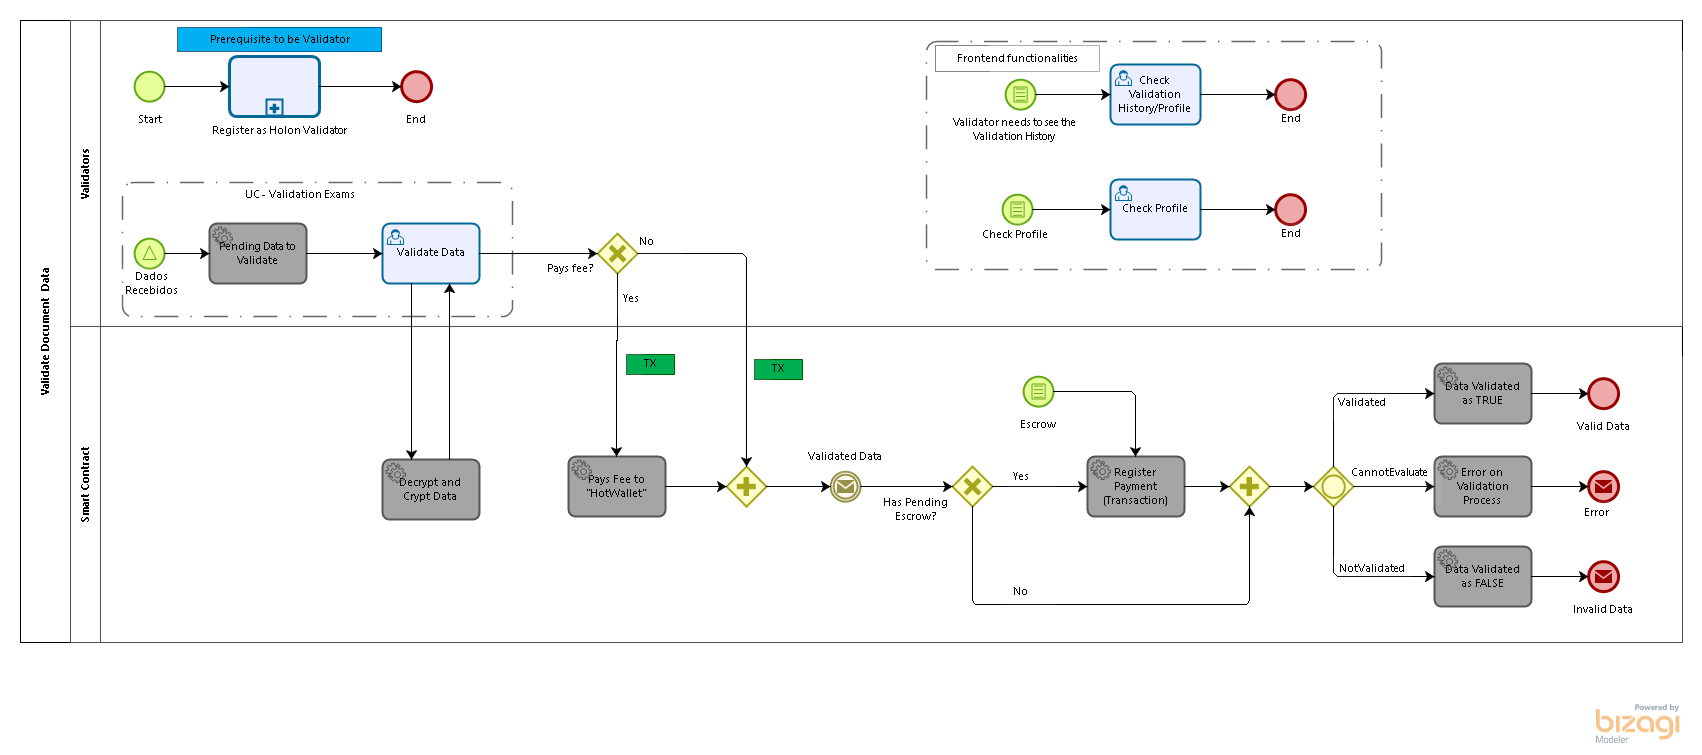 Validate Document Data
Validators
Prerequisite to be Validator
Start
Register as Holon Validator
End
Frontend functionalities
Validator needs to see the
Validation History
Check
Validation
History/Profile
End
Check Profile
Check Profile
End
UC - Validation Exams
Dados
Recebidos
Pending Data to
Validate
Validate Data
Pays fee?
No
Yes
Smart Contract
TX
TX
Decrypt and
Crypt Data
Pays Fee to
"HotWallet"
Validated Data
Has Pending
Escrow?
Yes
No
Escrow
Register
Payment
(Transaction)
Validated
CannotEvaluate
NotValidated
Data Validated
as TRUE
Valid Data
Error on
Validation
Process
Error
Data Validated
as FALSE
Invalid Data
Powered by
bizagi
Modeler